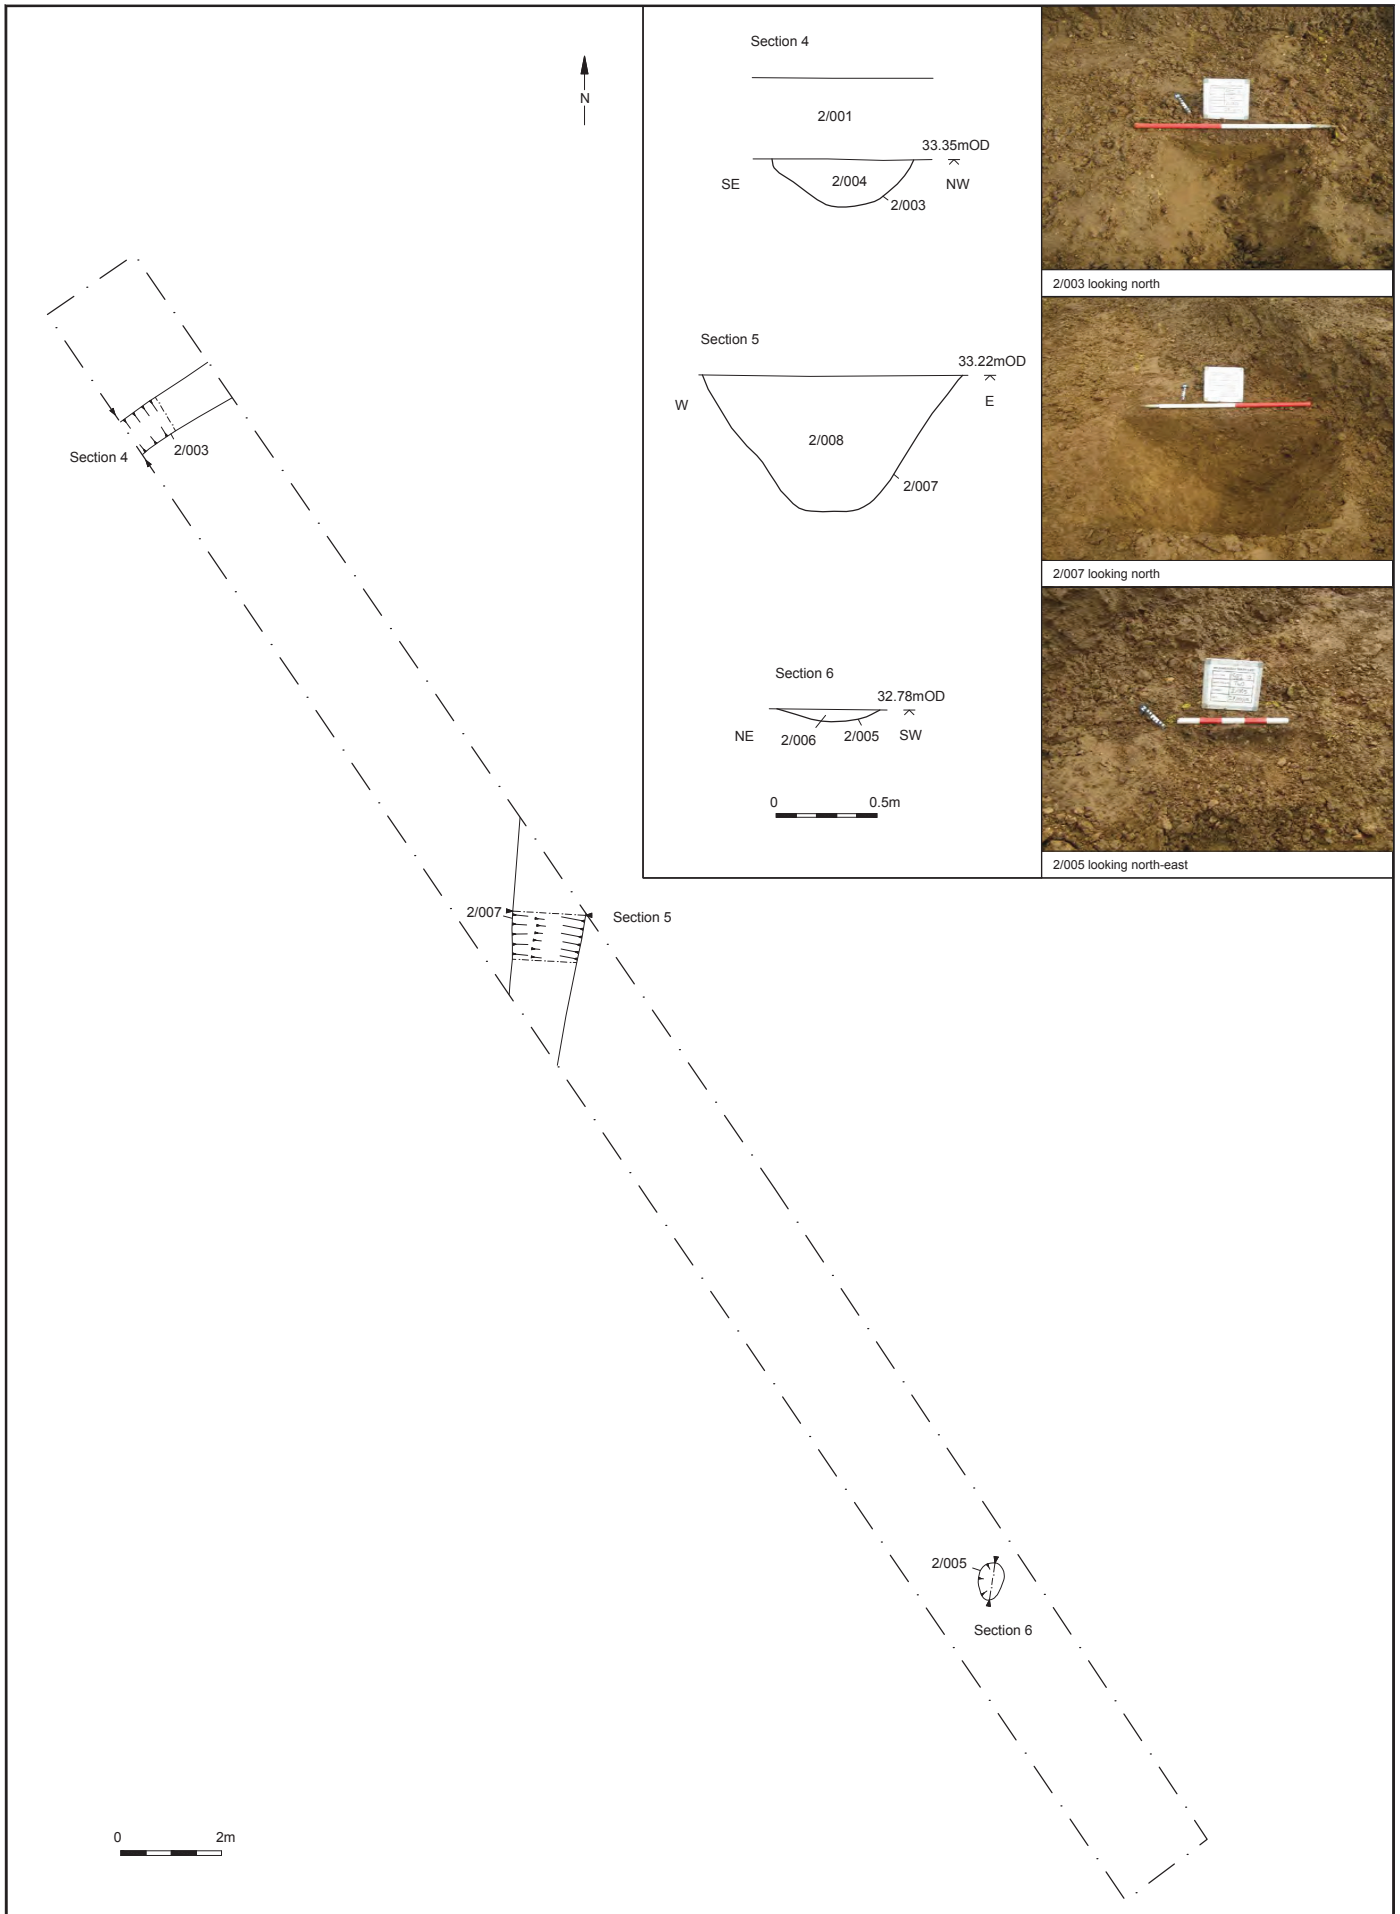 N
Section 4
2/003
2/007
Section 5
2/005
Section 6
0 2m
Section 4
2/001
33.35mOD
SE
2/004
NW
2/003
Section 5
33.22mOD
W
E
2/008
2/007
Section 6
32.78mOD
NE
2/006
2/005
SW
0 0.5m
2/003 looking north
2/007 looking north
2/005 looking north-east